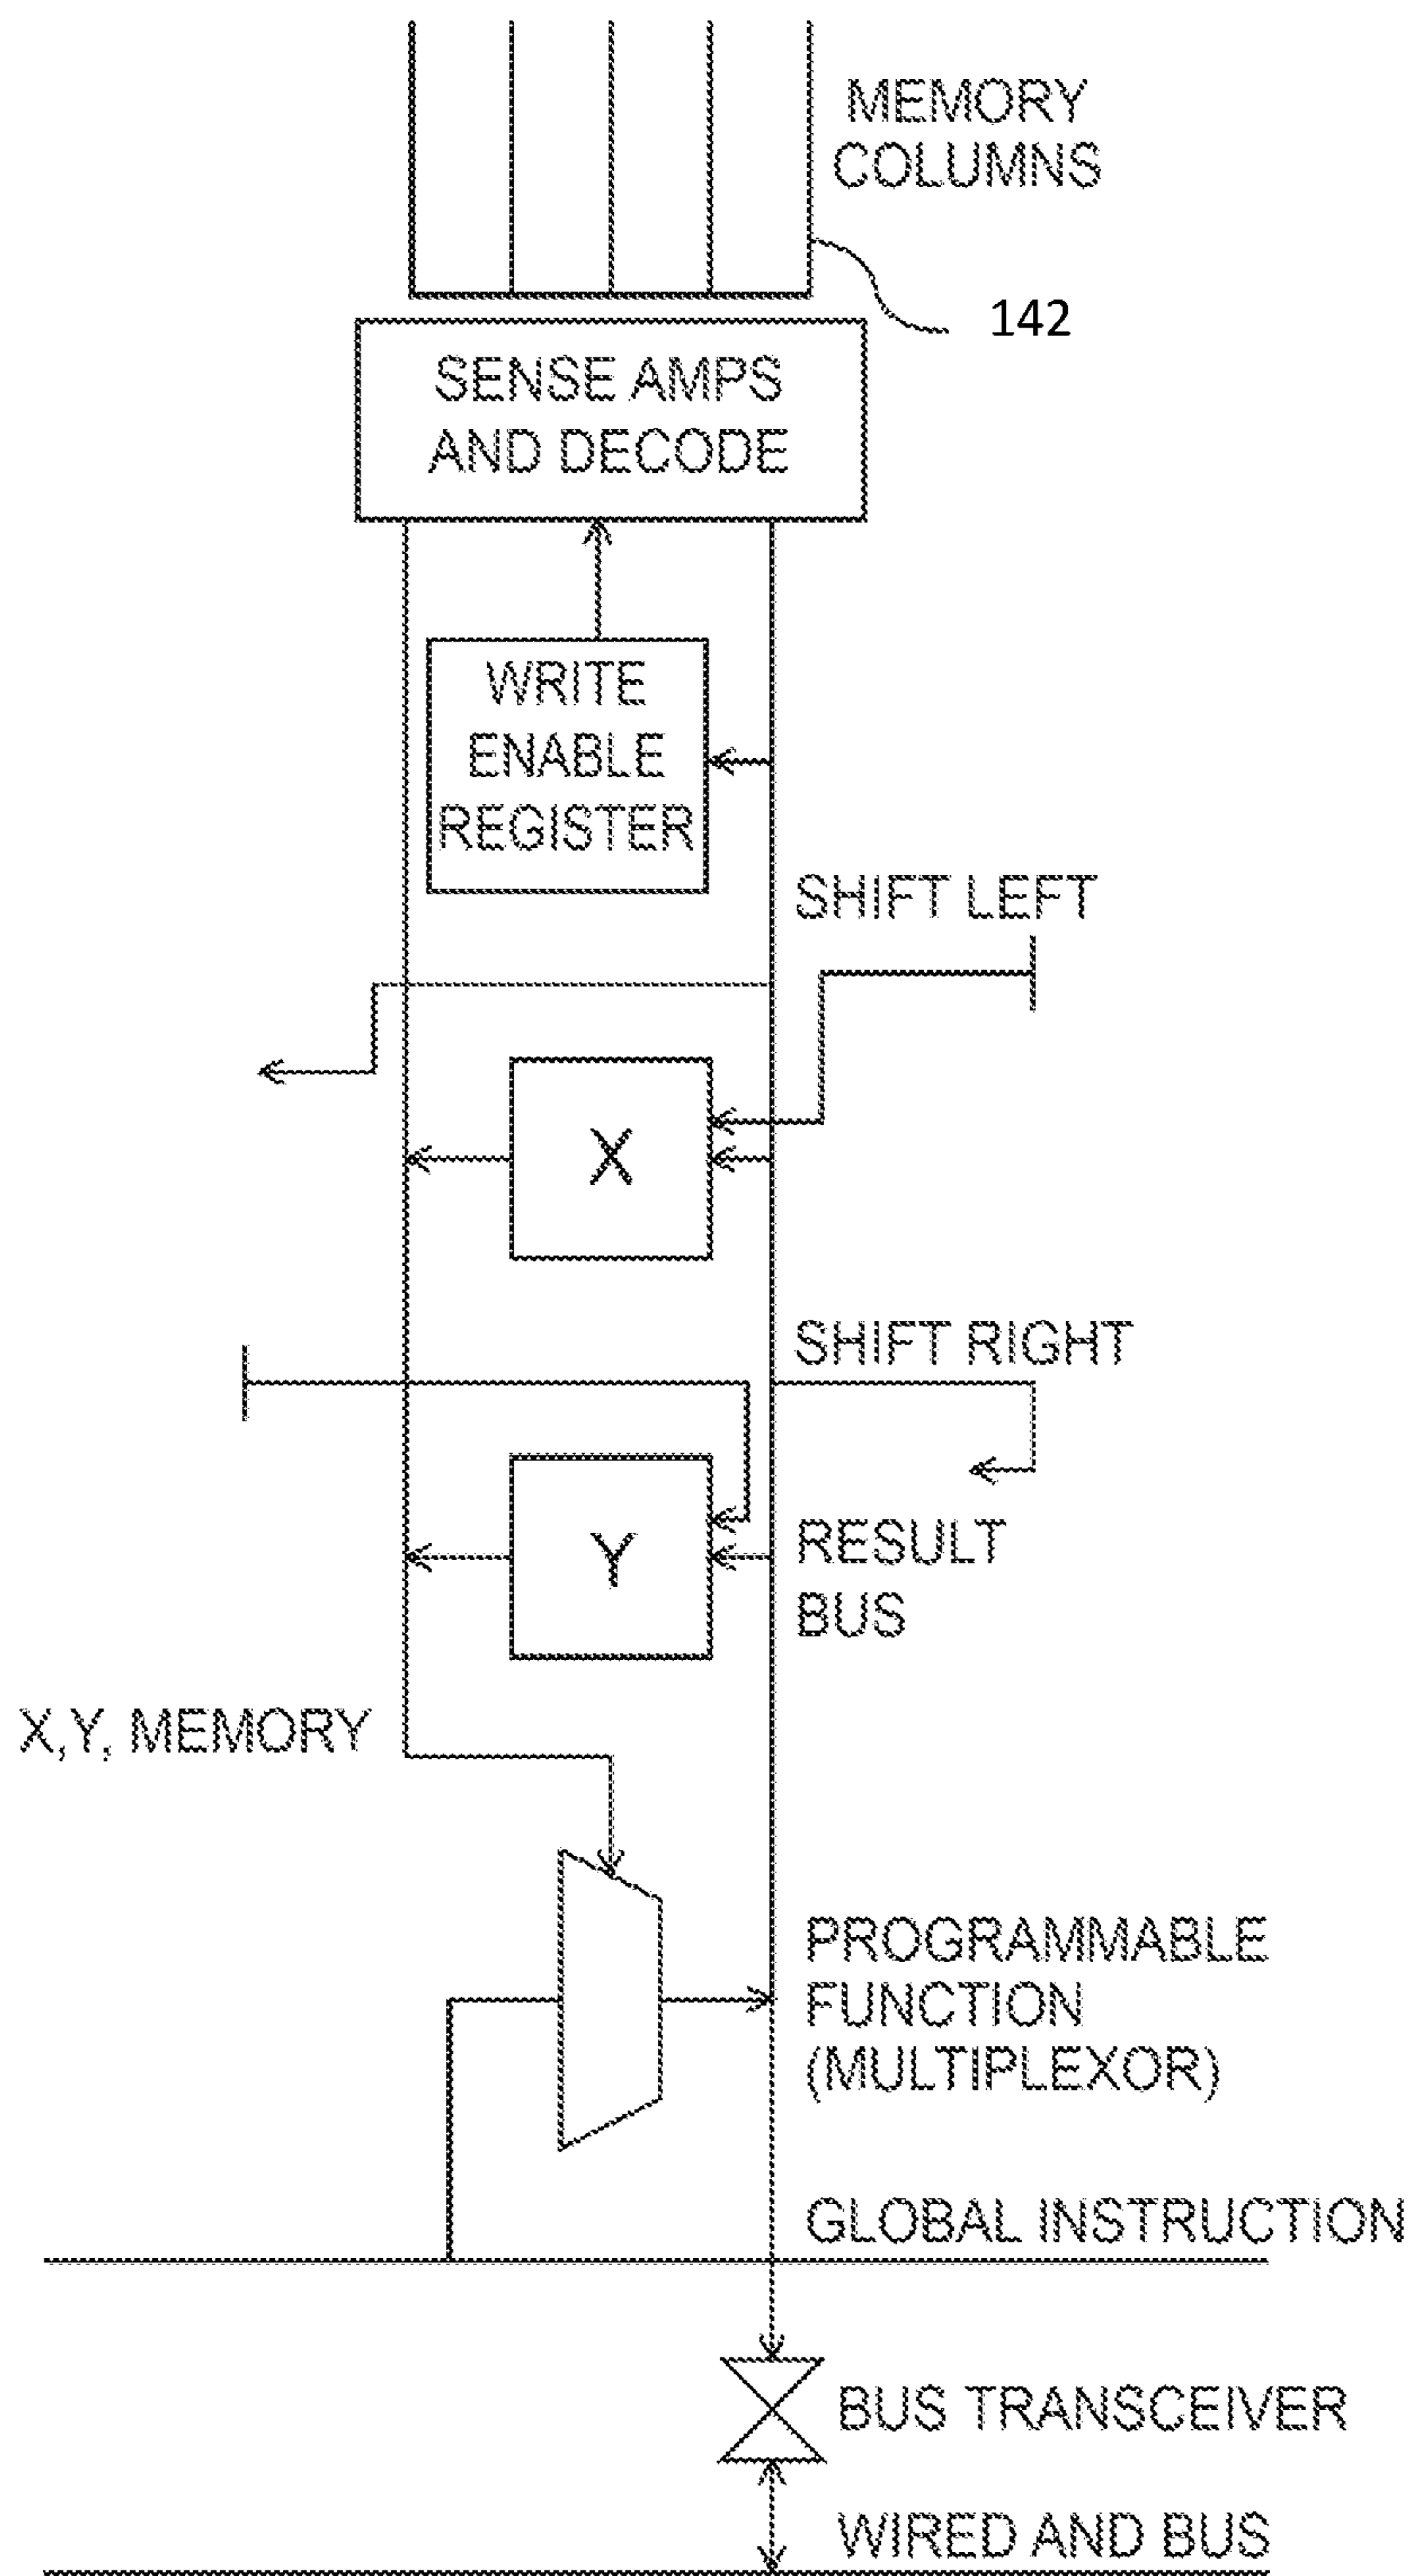 MEMORY
COLUMNS
142
SENSE AMPS
AND DECODE
WRITE
ENABLE
REGISTER
SHIFT LEFT
X
SHIFT RIGHT
Y
RESULT
BUS
X,Y, MEMORY
PROGRAMMABLE
FUNCTION
(MULTIPLEXOR)
GLOBAL INSTRUCTION
BUS TRANSCEIVER
WIRED AND BUS